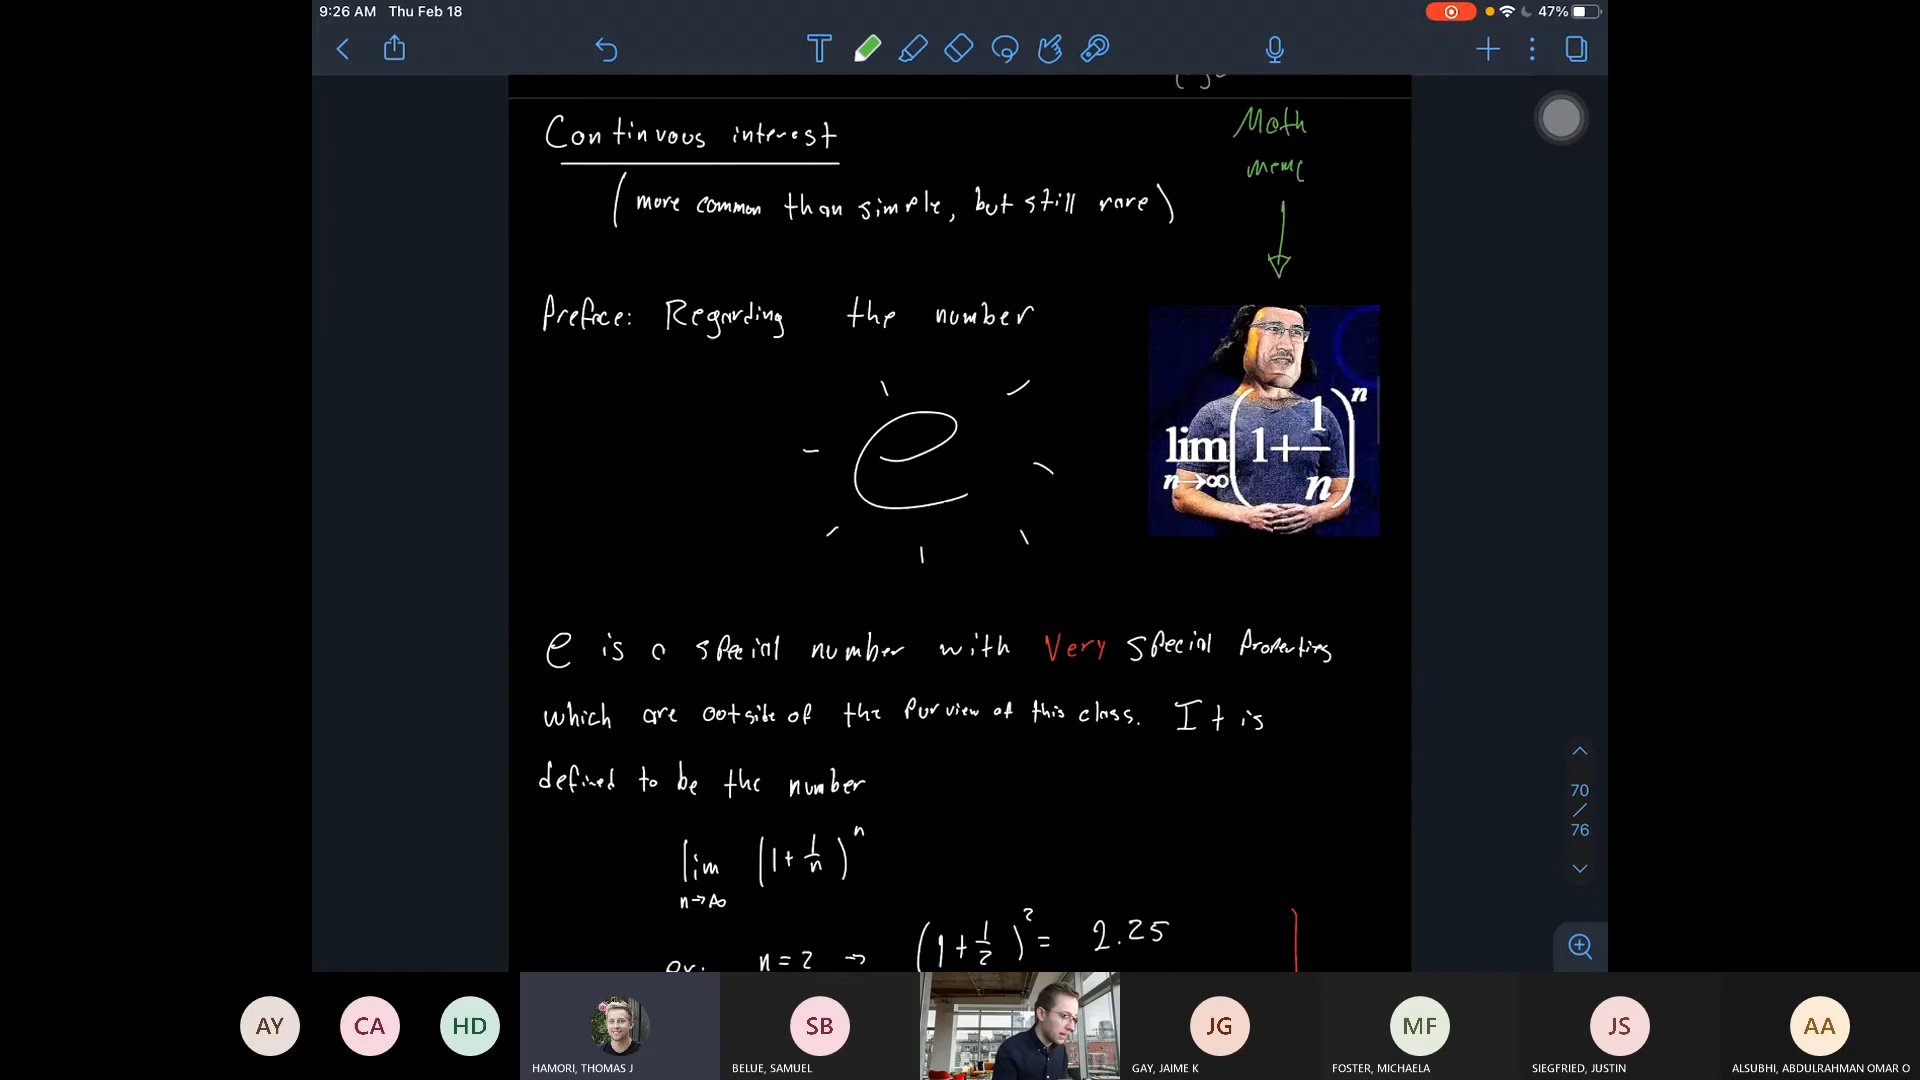 9:26 AM Thu Feb 18
47%
Continuous interest
Math
meme
(more common than simple, but still rare)
Preface: Regarding the number
e
lim n→∞ (1+1/n)^n
e is a special number with Very special Properties
which are outside of the Purview of this class. It is
defined to be the number
lim n→∞ (1+1/n)^n
ex: n=2 → (1+1/2)^2 = 2.25
70
/
76
AY
CA
HD
SB
JG
MF
JS
AA
HAMORI, THOMAS J
BELUE, SAMUEL
GAY, JAIME K
FOSTER, MICHAELA
SIEGFRIED, JUSTIN
ALSUBHI, ABDULRAHMAN OMAR O